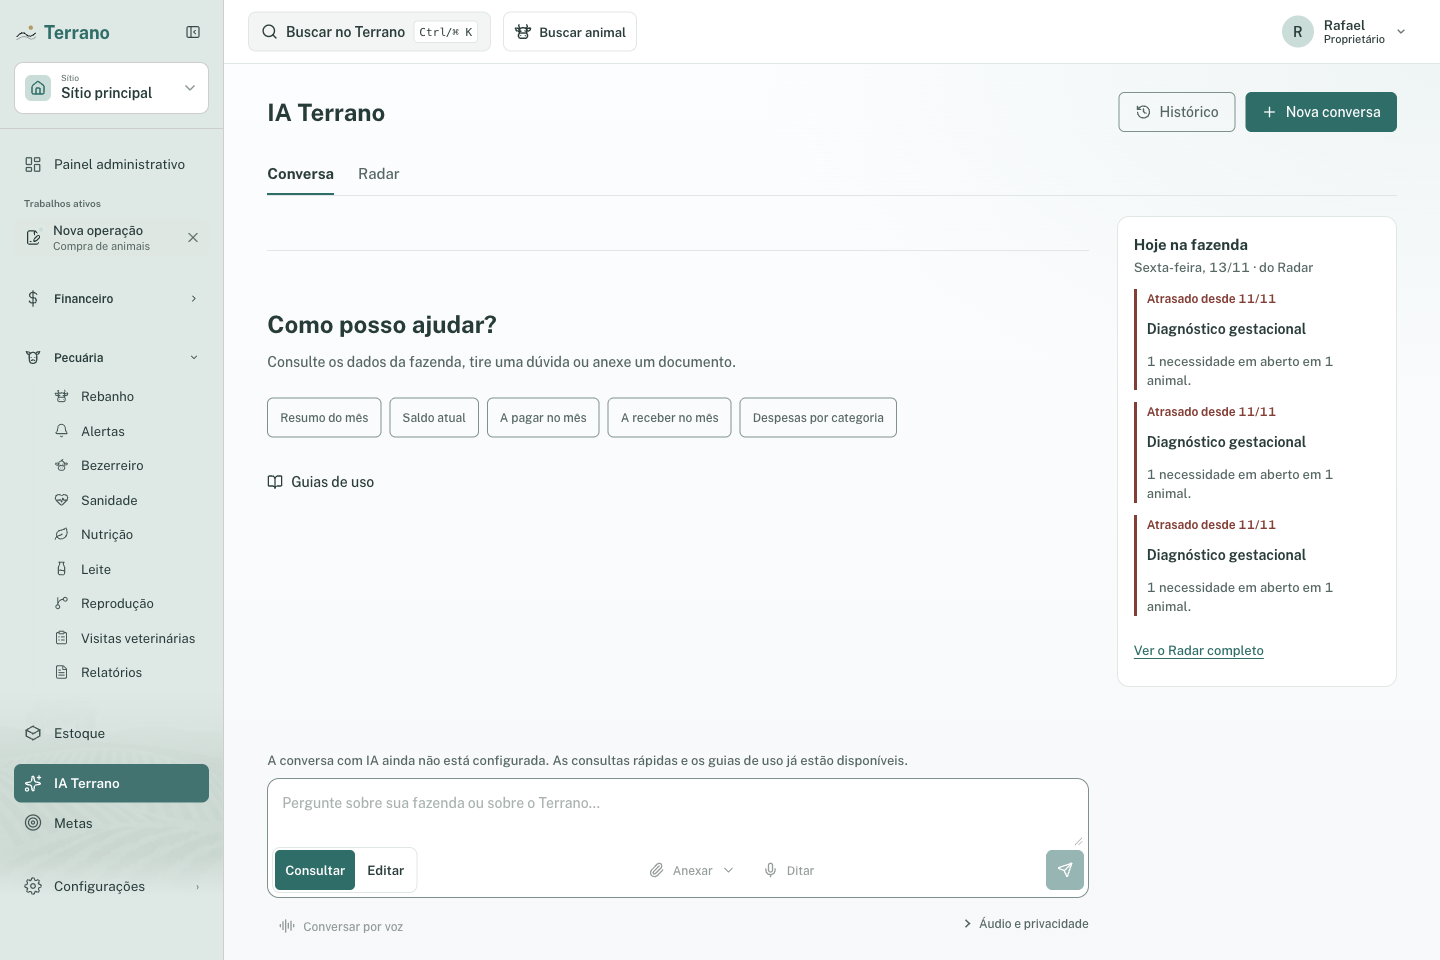 Terrano
Sítio
Sítio principal
Painel administrativo
Trabalhos ativos
Nova operação
Compra de animais
Financeiro
Pecuária
Rebanho
Alertas
Bezerreiro
Sanidade
Nutrição
Leite
Reprodução
Visitas veterinárias
Relatórios
Estoque
IA Terrano
Metas
Configurações
Buscar no Terrano Ctrl/⌘ K
Buscar animal
R
Rafael
Proprietário
IA Terrano
Histórico
Nova conversa
Conversa Radar
Como posso ajudar?
Consulte os dados da fazenda, tire uma dúvida ou anexe um documento.
Resumo do mês
Saldo atual
A pagar no mês
A receber no mês
Despesas por categoria
Guias de uso
A conversa com IA ainda não está configurada. As consultas rápidas e os guias de uso já estão disponíveis.
Pergunte sobre sua fazenda ou sobre o Terrano...
Consultar Editar
Anexar
Ditar
Conversar por voz
Áudio e privacidade
Hoje na fazenda
Sexta-feira, 13/11 · do Radar
Atrasado desde 11/11
Diagnóstico gestacional
1 necessidade em aberto em 1
animal.
Atrasado desde 11/11
Diagnóstico gestacional
1 necessidade em aberto em 1
animal.
Atrasado desde 11/11
Diagnóstico gestacional
1 necessidade em aberto em 1
animal.
Ver o Radar completo